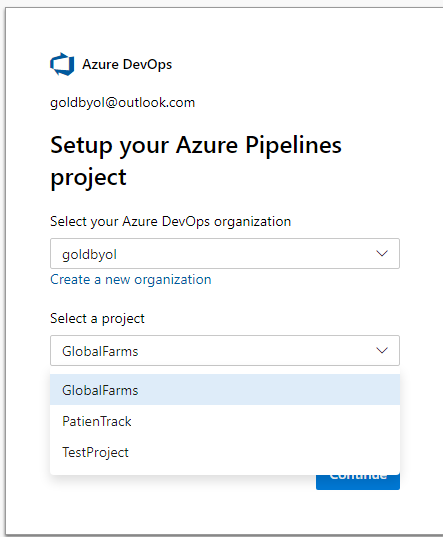 Azure DevOps
goldbyol@outlook.com
Setup your Azure Pipelines
project
Select your Azure DevOps organization
goldbyol
Create a new organization
Select a project
GlobalFarms
GlobalFarms
PatienTrack
TestProject
Continue